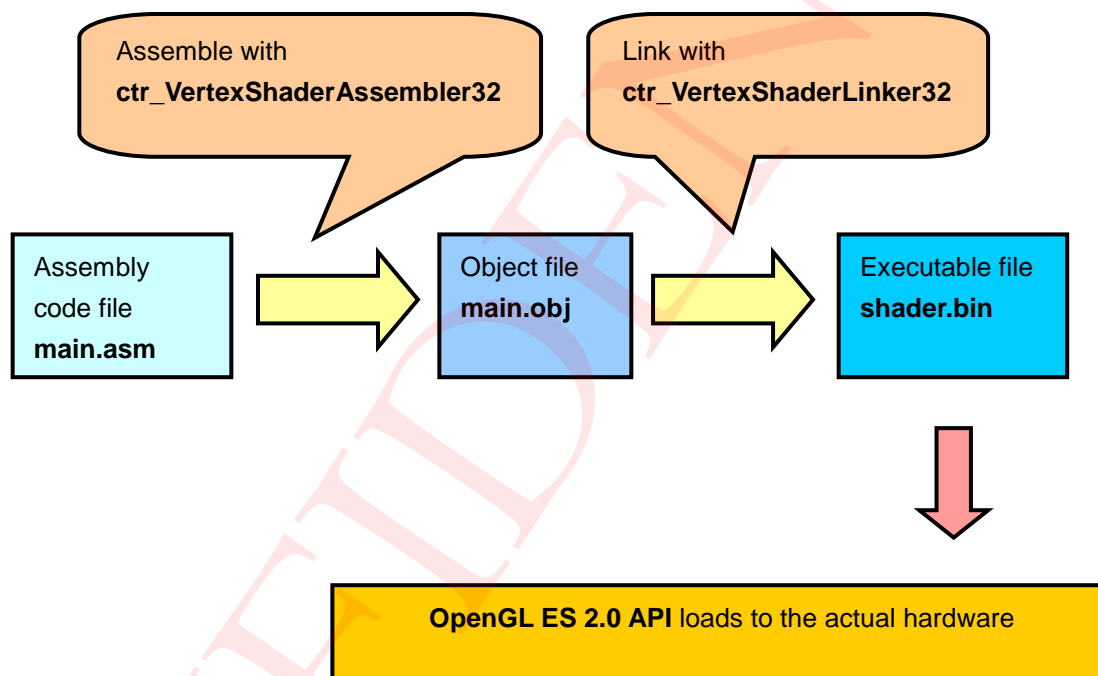 Assemble with
ctr_VertexShaderAssembler32
Link with
ctr_VertexShaderLinker32
Assembly
code file
main.asm
Object file
main.obj
Executable file
shader.bin
OpenGL ES 2.0 API loads to the actual hardware